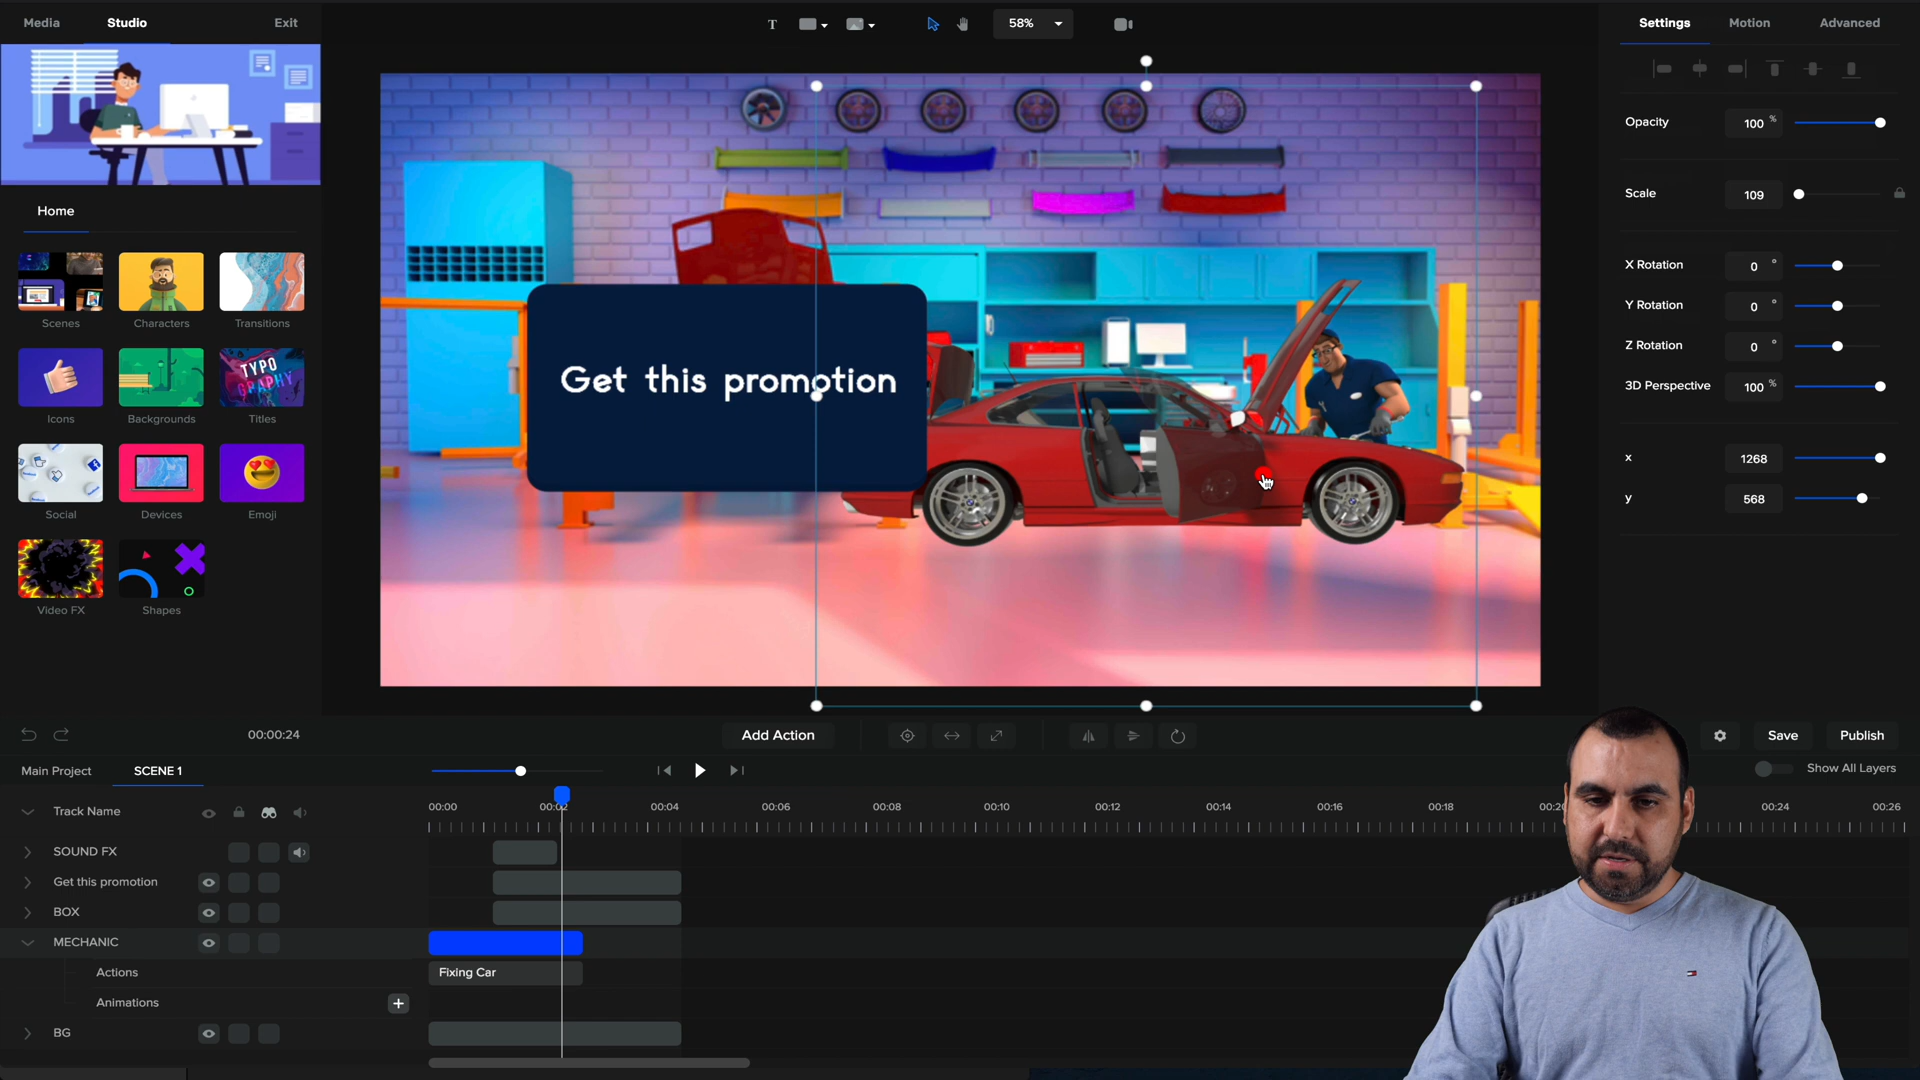 Media Studio Exit
T 58%
Settings Motion Advanced
Opacity 100 %
Scale 109
Home
X Rotation 0 °
Y Rotation 0 °
Z Rotation 0 °
3D Perspective 100 %
x 1268
y 568
Scenes Characters Transitions
TYPO
GRAPHY
Icons Backgrounds Titles
Social Devices Emoji
Video FX Shapes
Get this promotion
00:00:24 Add Action Save Publish
Main Project SCENE 1 Show All Layers
Track Name 00:00 00:02 00:04 00:06 00:08 00:10 00:12 00:14 00:16 00:18 00:24 00:26
SOUND FX
Get this promotion
BOX
MECHANIC
Actions Fixing Car
Animations +
BG